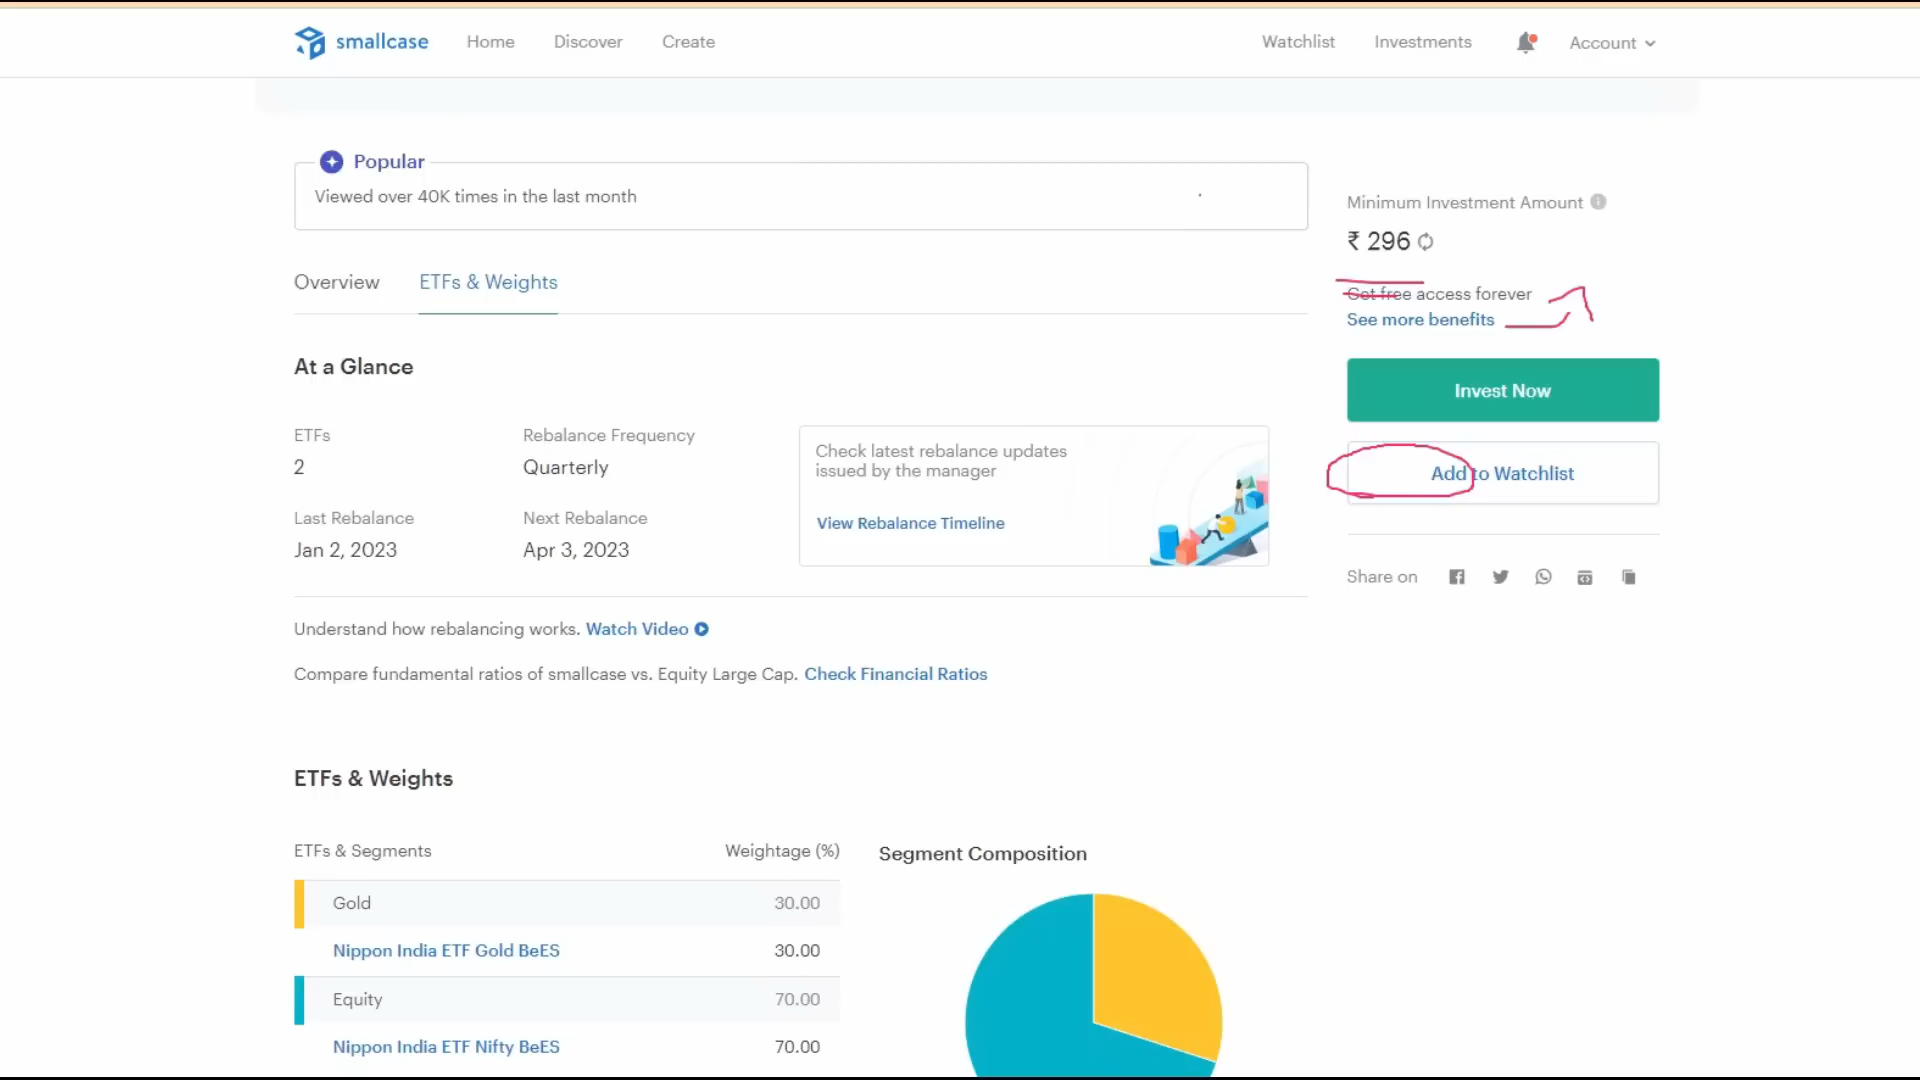 smallcase Home Discover Create Watchlist Investments Account
Popular
Viewed over 40K times in the last month
Minimum Investment Amount
₹ 296
Get free access forever
See more benefits
Overview ETFs & Weights
Invest Now
At a Glance
ETFs
2
Rebalance Frequency
Quarterly
Last Rebalance
Jan 2, 2023
Next Rebalance
Apr 3, 2023
Check latest rebalance updates
issued by the manager
View Rebalance Timeline
Add to Watchlist
Share on
Understand how rebalancing works. Watch Video
Compare fundamental ratios of smallcase vs. Equity Large Cap. Check Financial Ratios
ETFs & Weights
ETFs & Segments Weightage (%)
Gold 30.00
Nippon India ETF Gold BeES 30.00
Equity 70.00
Nippon India ETF Nifty BeES 70.00
Segment Composition